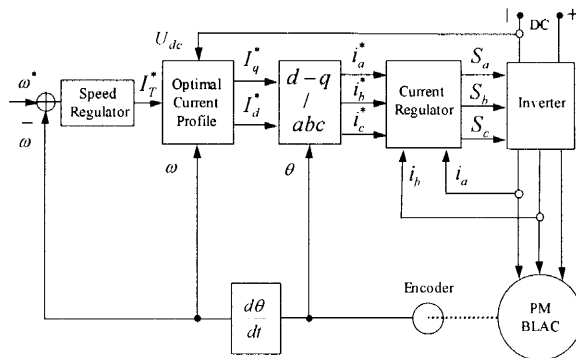 | DC +
U_dc
ω* I_T^* I_q^* i_a^* S_a
Speed Regulator
Optimal Current Profile
I_d^*
d-q / abc
i_b^*
i_c^*
Current Regulator
S_b
S_c
Inverter
−
ω
ω
θ
i_b
i_a
dθ/dt
Encoder
PM
BLAC